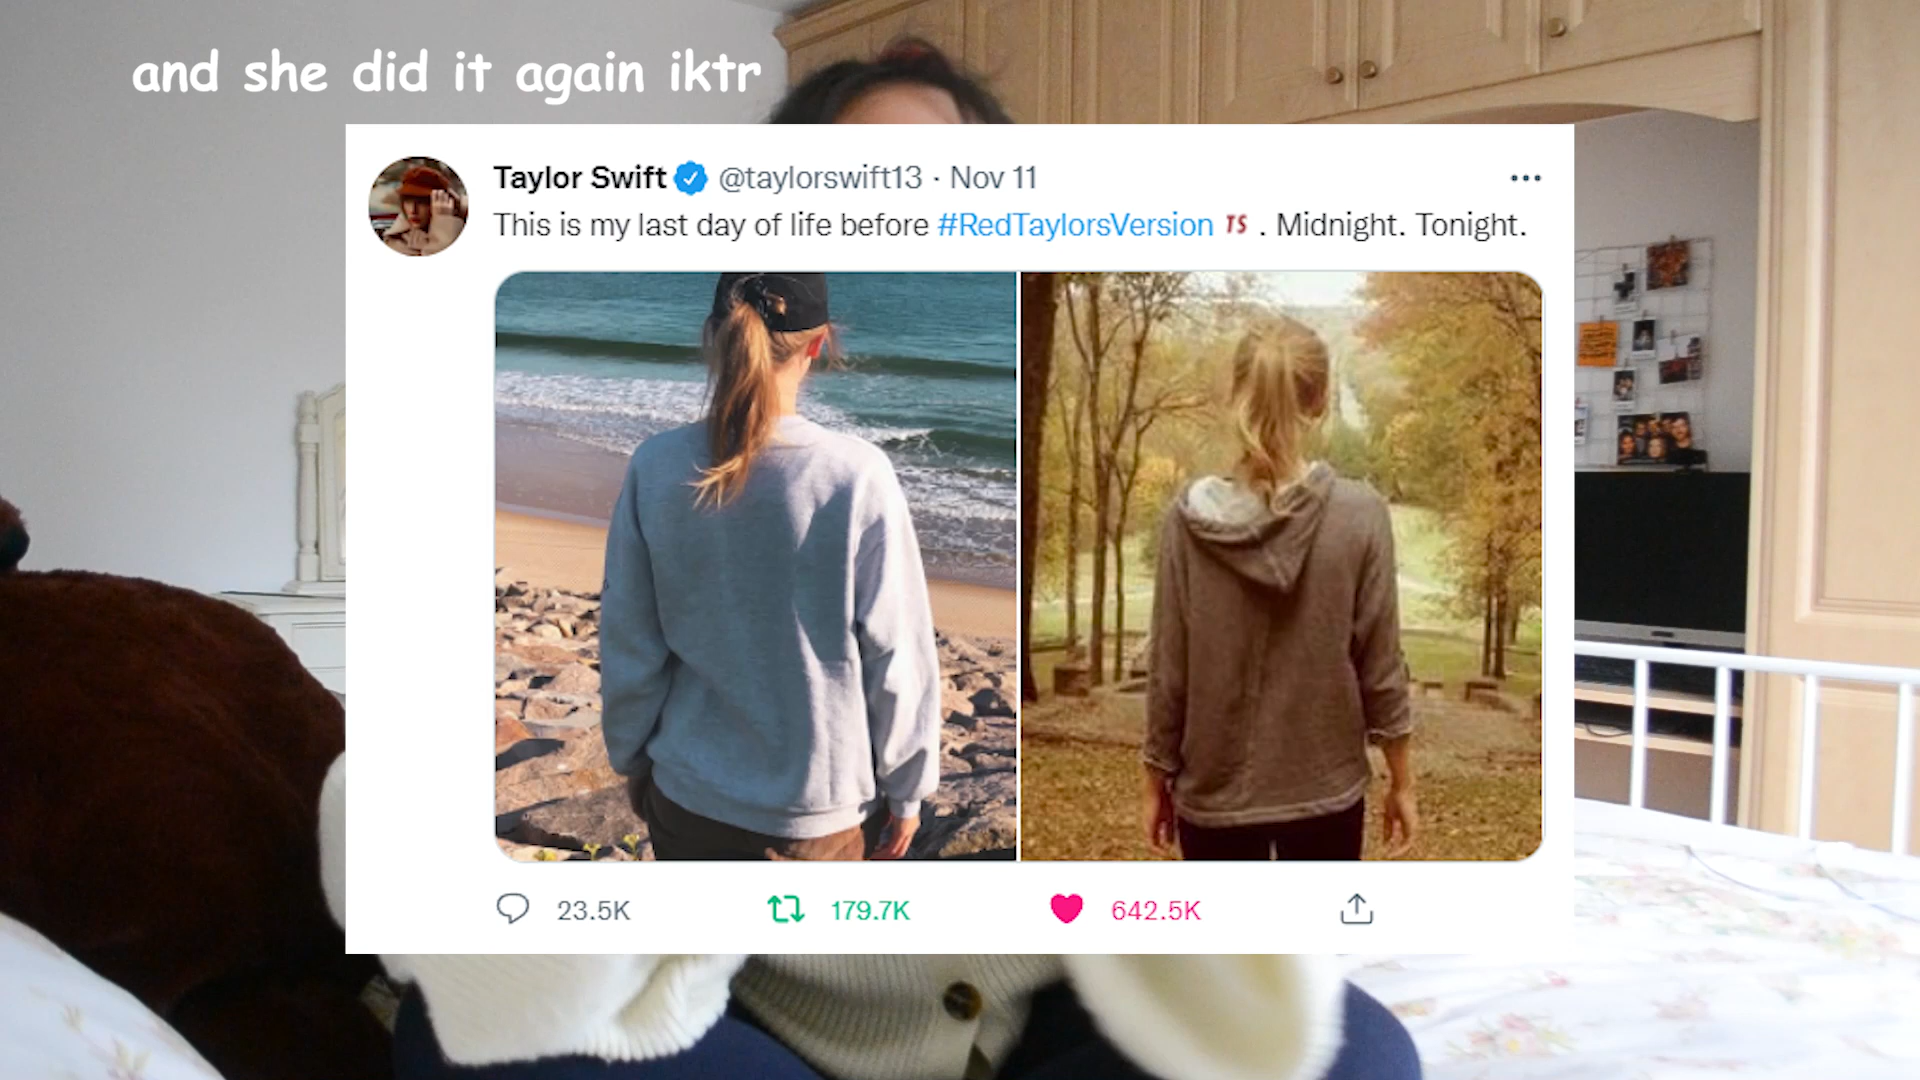 and she did it again iktr
Taylor Swift @taylorswift13 · Nov 11
This is my last day of life before #RedTaylorsVersion TS . Midnight. Tonight.
23.5K 179.7K 642.5K